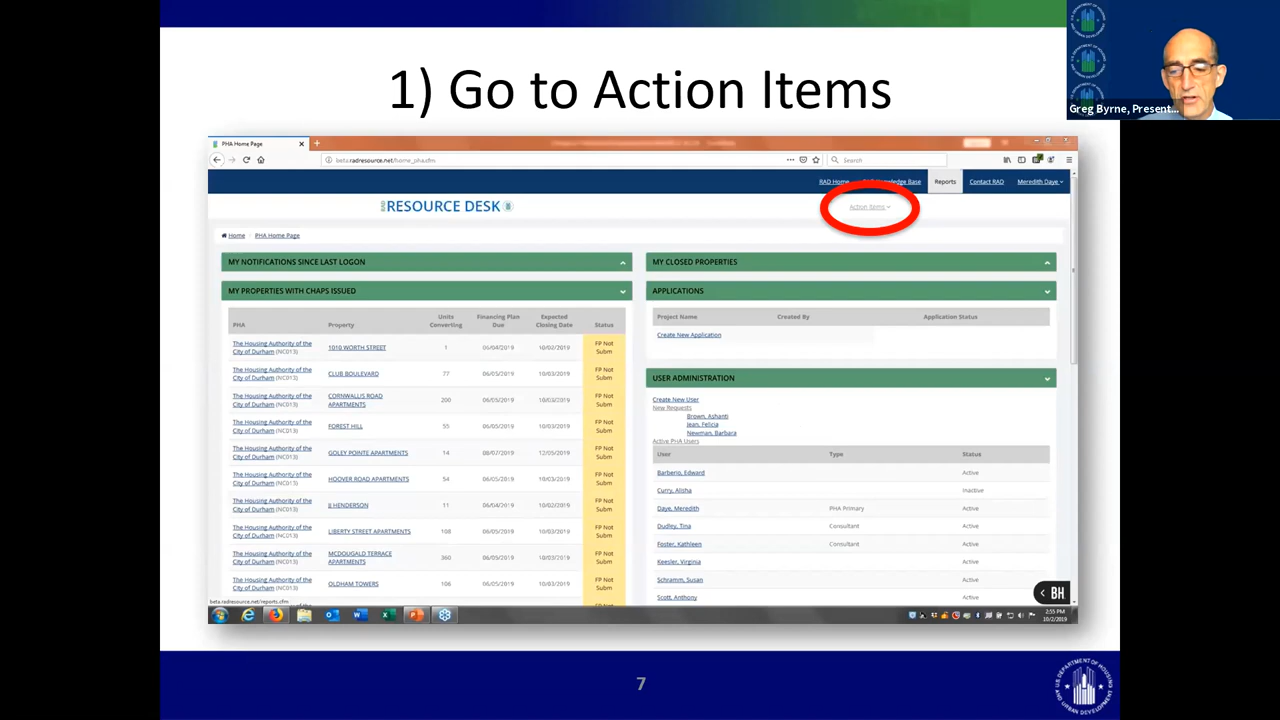 1) Go to Action Items
Greg Byrne, Present...
PHA Home Page
beta.radresource.net/home_pha.cfm
Search
RAD Home
Knowledge Base
Reports
Contact RAD
Meredith Daye
RAD RESOURCE DESK
Action Items
Home
PHA Home Page
MY NOTIFICATIONS SINCE LAST LOGON
MY PROPERTIES WITH CHAPS ISSUED
PHA Property Units Converting Financing Plan Due Expected Closing Date Status
The Housing Authority of the City of Durham (NC013) 1010 WORTH STREET 1 06/04/2019 10/02/2019 FP Not Subm
The Housing Authority of the City of Durham (NC013) CLUB BOULEVARD 77 06/05/2019 10/03/2019 FP Not Subm
The Housing Authority of the City of Durham (NC013) CORNWALLIS ROAD APARTMENTS 200 06/05/2019 10/03/2019 FP Not Subm
The Housing Authority of the City of Durham (NC013) FOREST HILL 55 06/05/2019 10/03/2019 FP Not Subm
The Housing Authority of the City of Durham (NC013) GOLEY POINTE APARTMENTS 14 08/07/2019 12/05/2019 FP Not Subm
The Housing Authority of the City of Durham (NC013) HOOVER ROAD APARTMENTS 54 06/05/2019 10/03/2019 FP Not Subm
The Housing Authority of the City of Durham (NC013) JJ HENDERSON 11 06/04/2019 10/02/2019 FP Not Subm
The Housing Authority of the City of Durham (NC013) LIBERTY STREET APARTMENTS 108 06/05/2019 10/03/2019 FP Not Subm
The Housing Authority of the City of Durham (NC013) MCDOUGALD TERRACE APARTMENTS 360 06/05/2019 10/03/2019 FP Not Subm
The Housing Authority of the City of Durham (NC013) OLDHAM TOWERS 106 06/05/2019 10/03/2019 FP Not Subm
The Housing Authority of the
FP Not
MY CLOSED PROPERTIES
APPLICATIONS
Project Name Created By Application Status
Create New Application
USER ADMINISTRATION
Create New User
New Requests
Brown, Ashanti
Jean, Felicia
Newman, Barbara
Active PHA Users
User Type Status
Barberio, Edward Active
Curry, Alisha Inactive
Daye, Meredith PHA Primary Active
Dudley, Tina Consultant Active
Foster, Kathleen Consultant Active
Keesler, Virginia Active
Schramm, Susan Active
Scott, Anthony Active
BH
beta.radresource.net/reports.cfm
2:55 PM
10/2/2019
7
U.S. DEPARTMENT OF HOUSING AND URBAN DEVELOPMENT